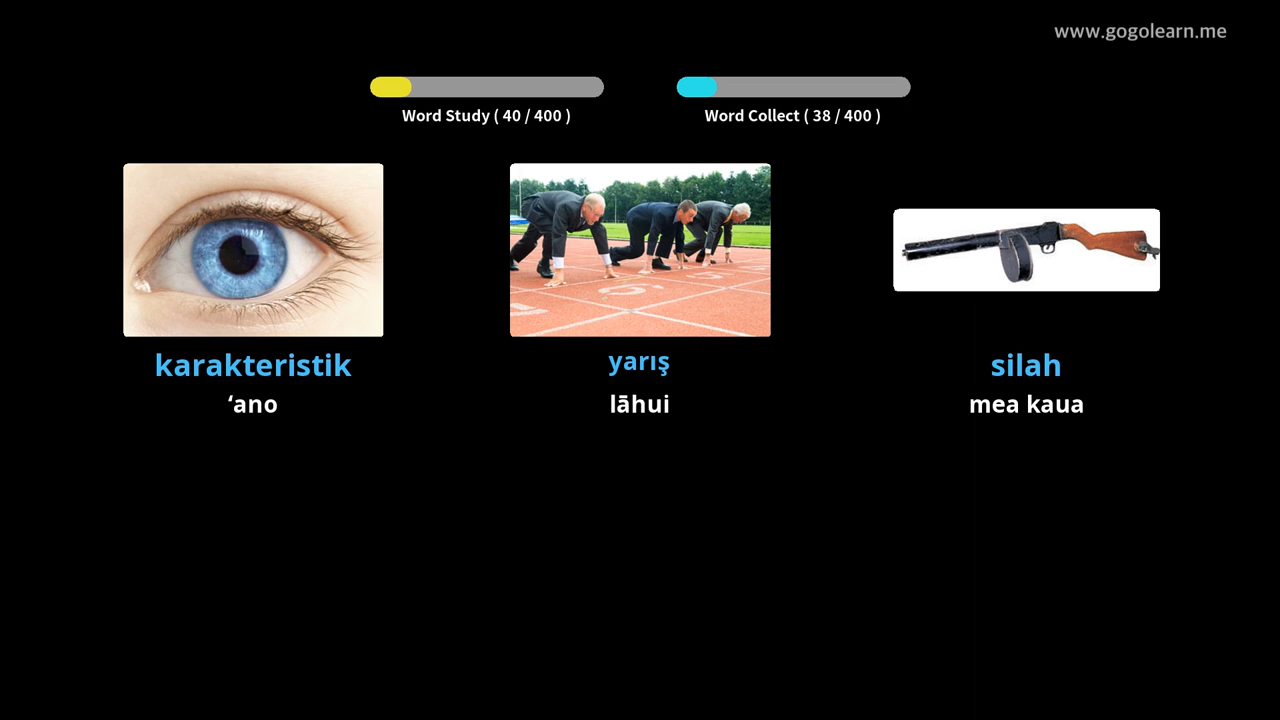 www.gogolearn.me
Word Study ( 40 / 400 )
Word Collect ( 38 / 400 )
karakteristik
yarış
silah
ʻano
lāhui
mea kaua